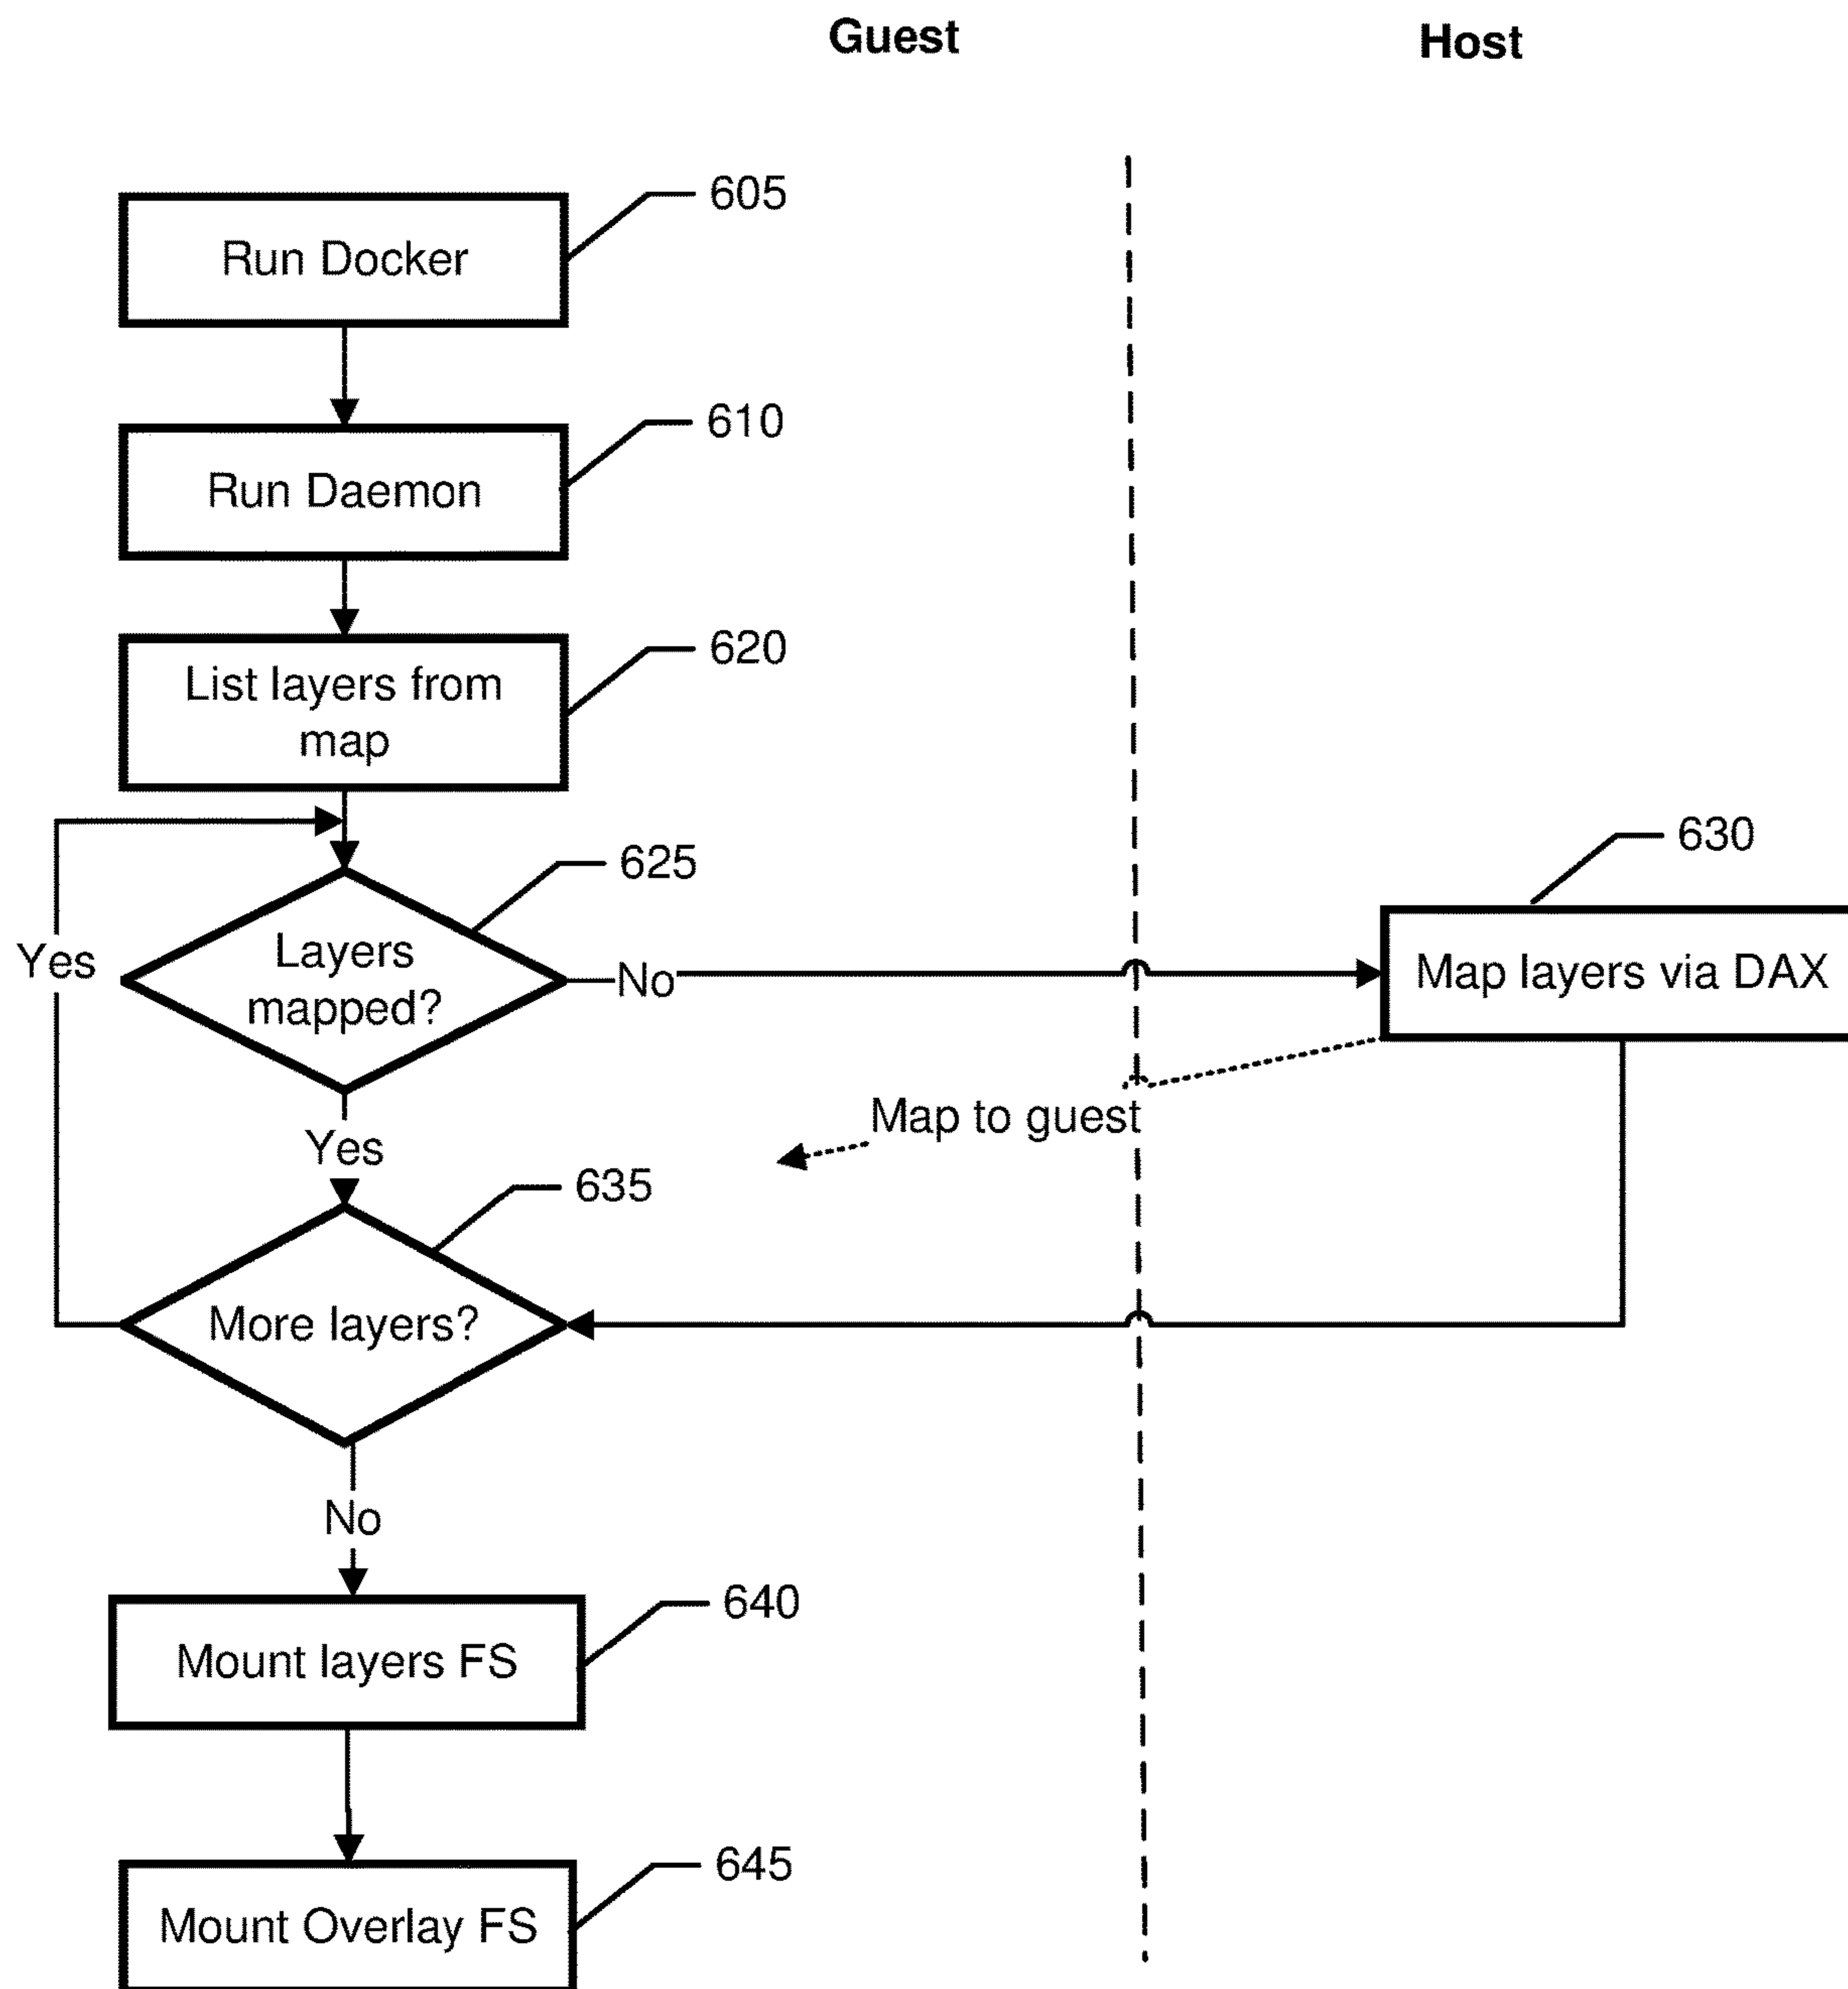 Guest
Host
605
Run Docker
610
Run Daemon
620
List layers from
map
630
625
Yes
Layers
mapped?
No
Map layers via DAX
Map to guest
Yes
635
More layers?
No
640
Mount layers FS
645
Mount Overlay FS